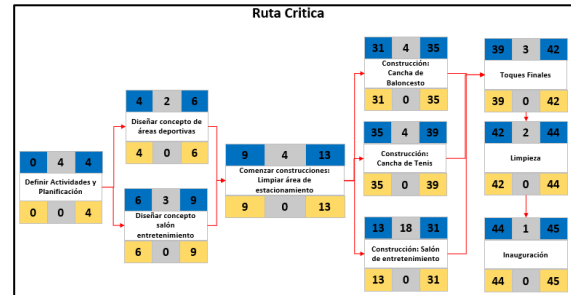 Ruta Critica
0 4 4
Definir Actividades y
Planificación
0 0 4
4 2 6
Diseñar concepto de
áreas deportivas
4 0 6
6 3 9
Diseñar concepto
salón
entretenimiento
6 0 9
9 4 13
Comenzar construcciones:
Limpiar área de
estacionamiento
9 0 13
31 4 35
Construcción:
Cancha de
Baloncesto
31 0 35
35 4 39
Construcción:
Cancha de Tenis
35 0 39
13 18 31
Construcción: Salón
de entretenimiento
13 0 31
39 3 42
Toques Finales
39 0 42
42 2 44
Limpieza
42 0 44
44 1 45
Inauguración
44 0 45